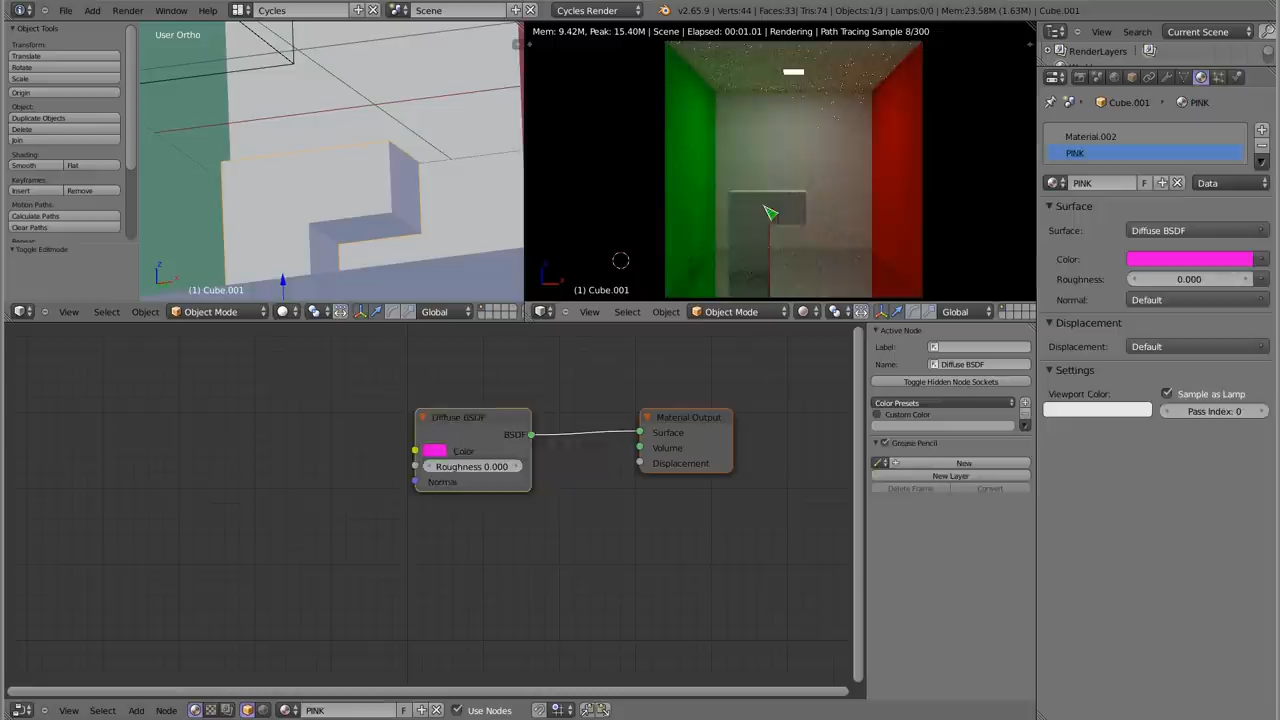 File Add Render Window Help Cycles Scene Cycles Render v2.65.9 | Verts:44 | Faces:33 | Tris:74 | Objects:1/3 | Lamps:0/0 | Mem:23.58M (1.63M) | Cube.001
Object Tools
Transform:
Translate
Rotate
Scale
Origin
Object:
Duplicate Objects
Delete
Join
Shading:
Smooth Flat
Keyframes:
Insert Remove
Motion Paths:
Calculate Paths
Clear Paths
Repeat:
Toggle Editmode
User Ortho
z
x
(1) Cube.001
View Select Object Object Mode Global
Mem: 9.42M, Peak: 15.40M | Scene | Elapsed: 00:01.01 | Rendering | Path Tracing Sample 8/300
z
x
(1) Cube.001
View Select Object Object Mode Global
View Search Current Scene
RenderLayers
Cube.001 PINK
Material.002
PINK
PINK F Data
Surface
Surface: Diffuse BSDF
Color:
Roughness: 0.000
Normal: Default
Displacement
Displacement: Default
Settings
Viewport Color: Sample as Lamp
Pass Index: 0
Diffuse BSDF
BSDF
Color
Roughness 0.000
Normal
Material Output
Surface
Volume
Displacement
Active Node
Label:
Name: Diffuse BSDF
Toggle Hidden Node Sockets
Color Presets
Custom Color
Grease Pencil
New
New Layer
Delete Frame Convert
View Select Add Node PINK F Use Nodes